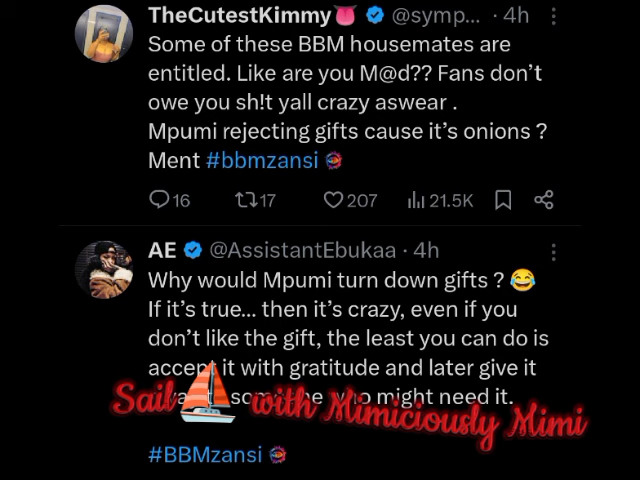 TheCutestKimmy👅 @symp... · 4h
Some of these BBM housemates are
entitled. Like are you M@d?? Fans don't
owe you sh!t yall crazy aswear .
Mpumi rejecting gifts cause it's onions ?
Ment #bbmzansi
16 17 207 21.5K
AE @AssistantEbukaa · 4h
Why would Mpumi turn down gifts ? 😂
If it's true... then it's crazy, even if you
don't like the gift, the least you can do is
accept it with gratitude and later give it
might need it.
Sail⛵ with Mimiciously Mimi
#BBMzansi